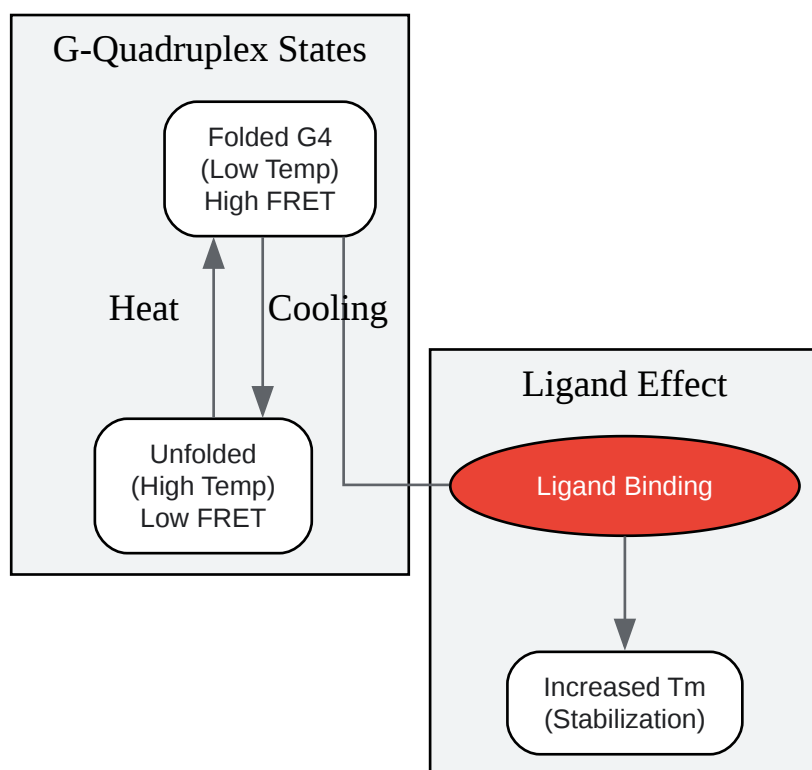 G-Quadruplex States
Folded G4
(Low Temp)
High FRET
Heat
Cooling
Unfolded
(High Temp)
Low FRET
Ligand Effect
Ligand Binding
Increased Tm
(Stabilization)